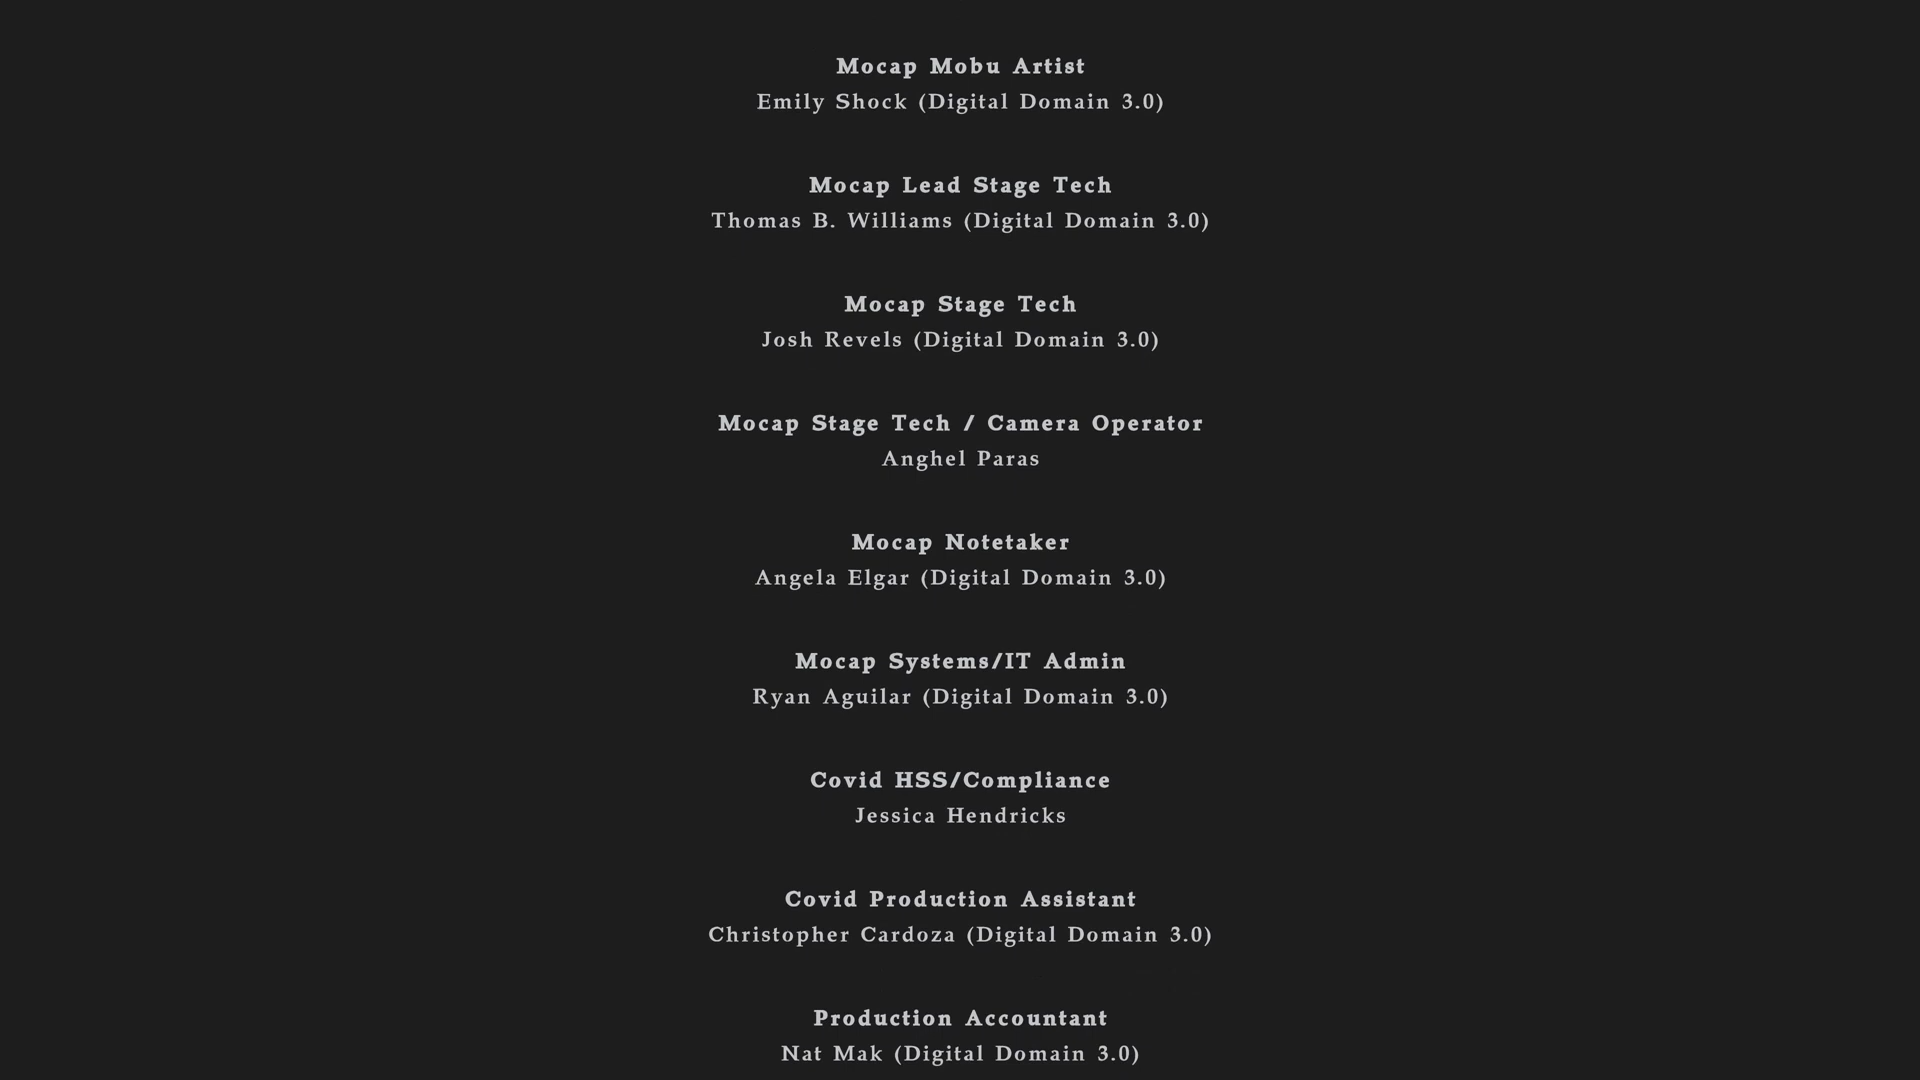 Mocap Mobu Artist
Emily Shock (Digital Domain 3.0)
Mocap Lead Stage Tech
Thomas B. Williams (Digital Domain 3.0)
Mocap Stage Tech
Josh Revels (Digital Domain 3.0)
Mocap Stage Tech / Camera Operator
Anghel Paras
Mocap Notetaker
Angela Elgar (Digital Domain 3.0)
Mocap Systems/IT Admin
Ryan Aguilar (Digital Domain 3.0)
Covid HSS/Compliance
Jessica Hendricks
Covid Production Assistant
Christopher Cardoza (Digital Domain 3.0)
Production Accountant
Nat Mak (Digital Domain 3.0)